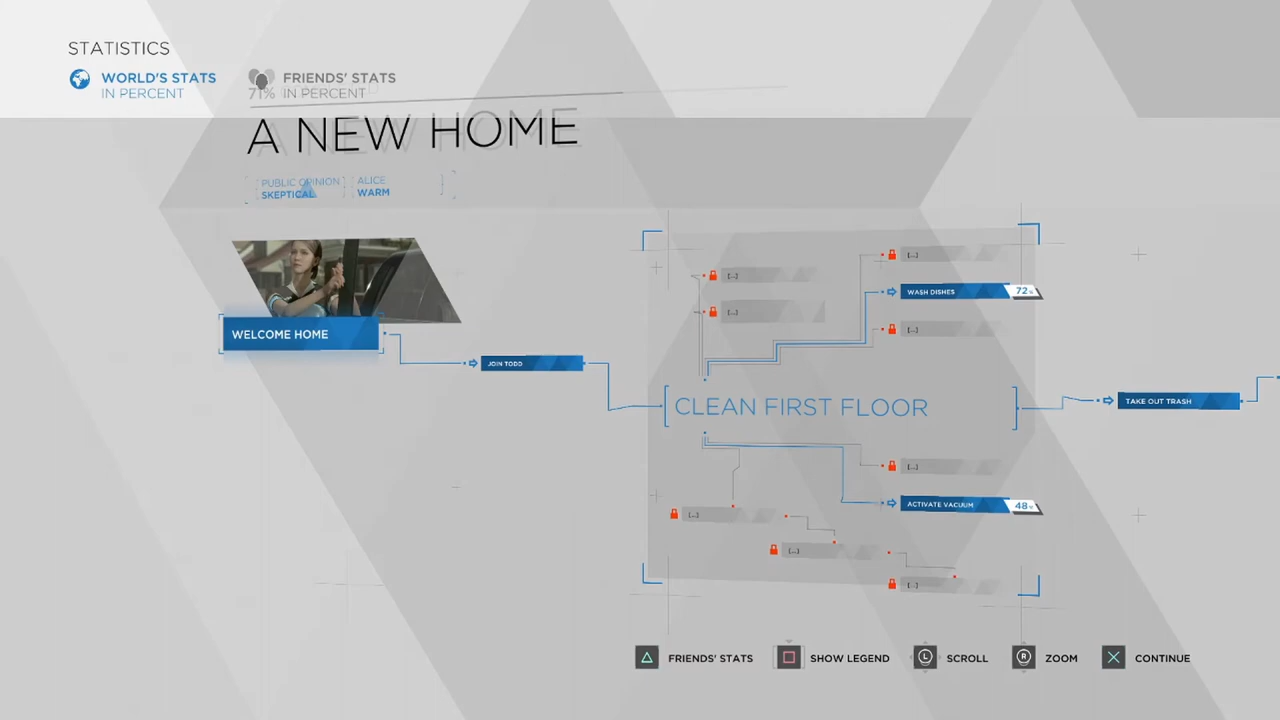 STATISTICS
WORLD'S STATS
IN PERCENT
FRIENDS' STATS
71% IN PERCENT
A NEW HOME
PUBLIC OPINION
SKEPTICAL
ALICE
WARM
WELCOME HOME
JOIN TODD
CLEAN FIRST FLOOR
[...]
[...]
[...]
WASH DISHES 72%
[...]
TAKE OUT TRASH
[...]
ACTIVATE VACUUM 48%
[...]
[...]
[...]
FRIENDS' STATS
SHOW LEGEND
L SCROLL
R ZOOM
CONTINUE